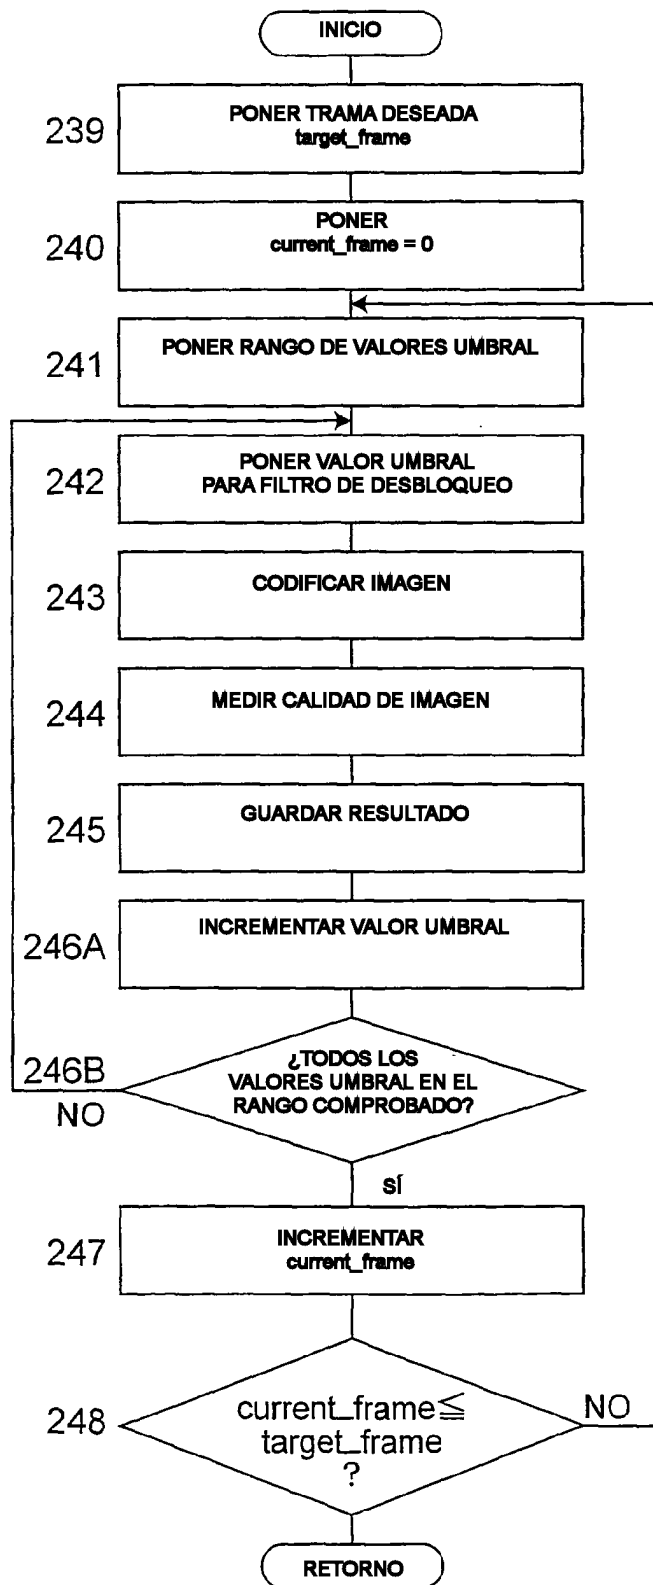 INICIO
239
PONER TRAMA DESEADA
target_frame
240
PONER
current_frame = 0
241
PONER RANGO DE VALORES UMBRAL
242
PONER VALOR UMBRAL
PARA FILTRO DE DESBLOQUEO
243
CODIFICAR IMAGEN
244
MEDIR CALIDAD DE IMAGEN
245
GUARDAR RESULTADO
246A
INCREMENTAR VALOR UMBRAL
246B
¿TODOS LOS
VALORES UMBRAL EN EL
RANGO COMPROBADO?
NO
SÍ
247
INCREMENTAR
current_frame
248
current_frame≦
target_frame
?
NO
RETORNO